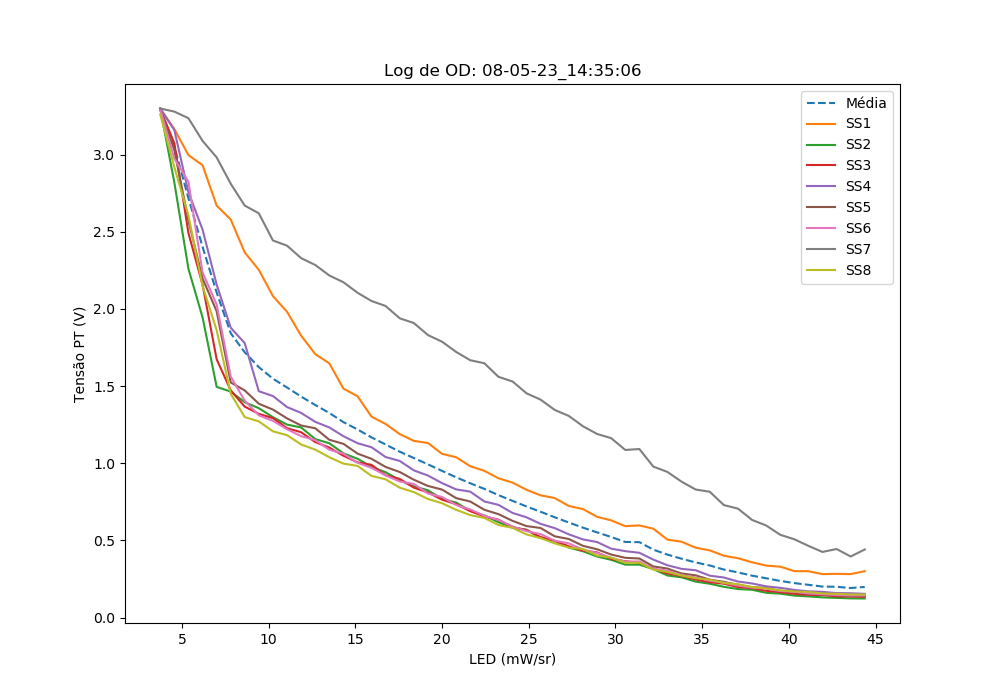 Log de OD: 08-05-23_14:35:06
Média
SS1
SS2
SS3
SS4
SS5
SS6
SS7
SS8
Tensão PT (V)
3.0
2.5
2.0
1.5
1.0
0.5
0.0
5 10 15 20 25 30 35 40 45
LED (mW/sr)